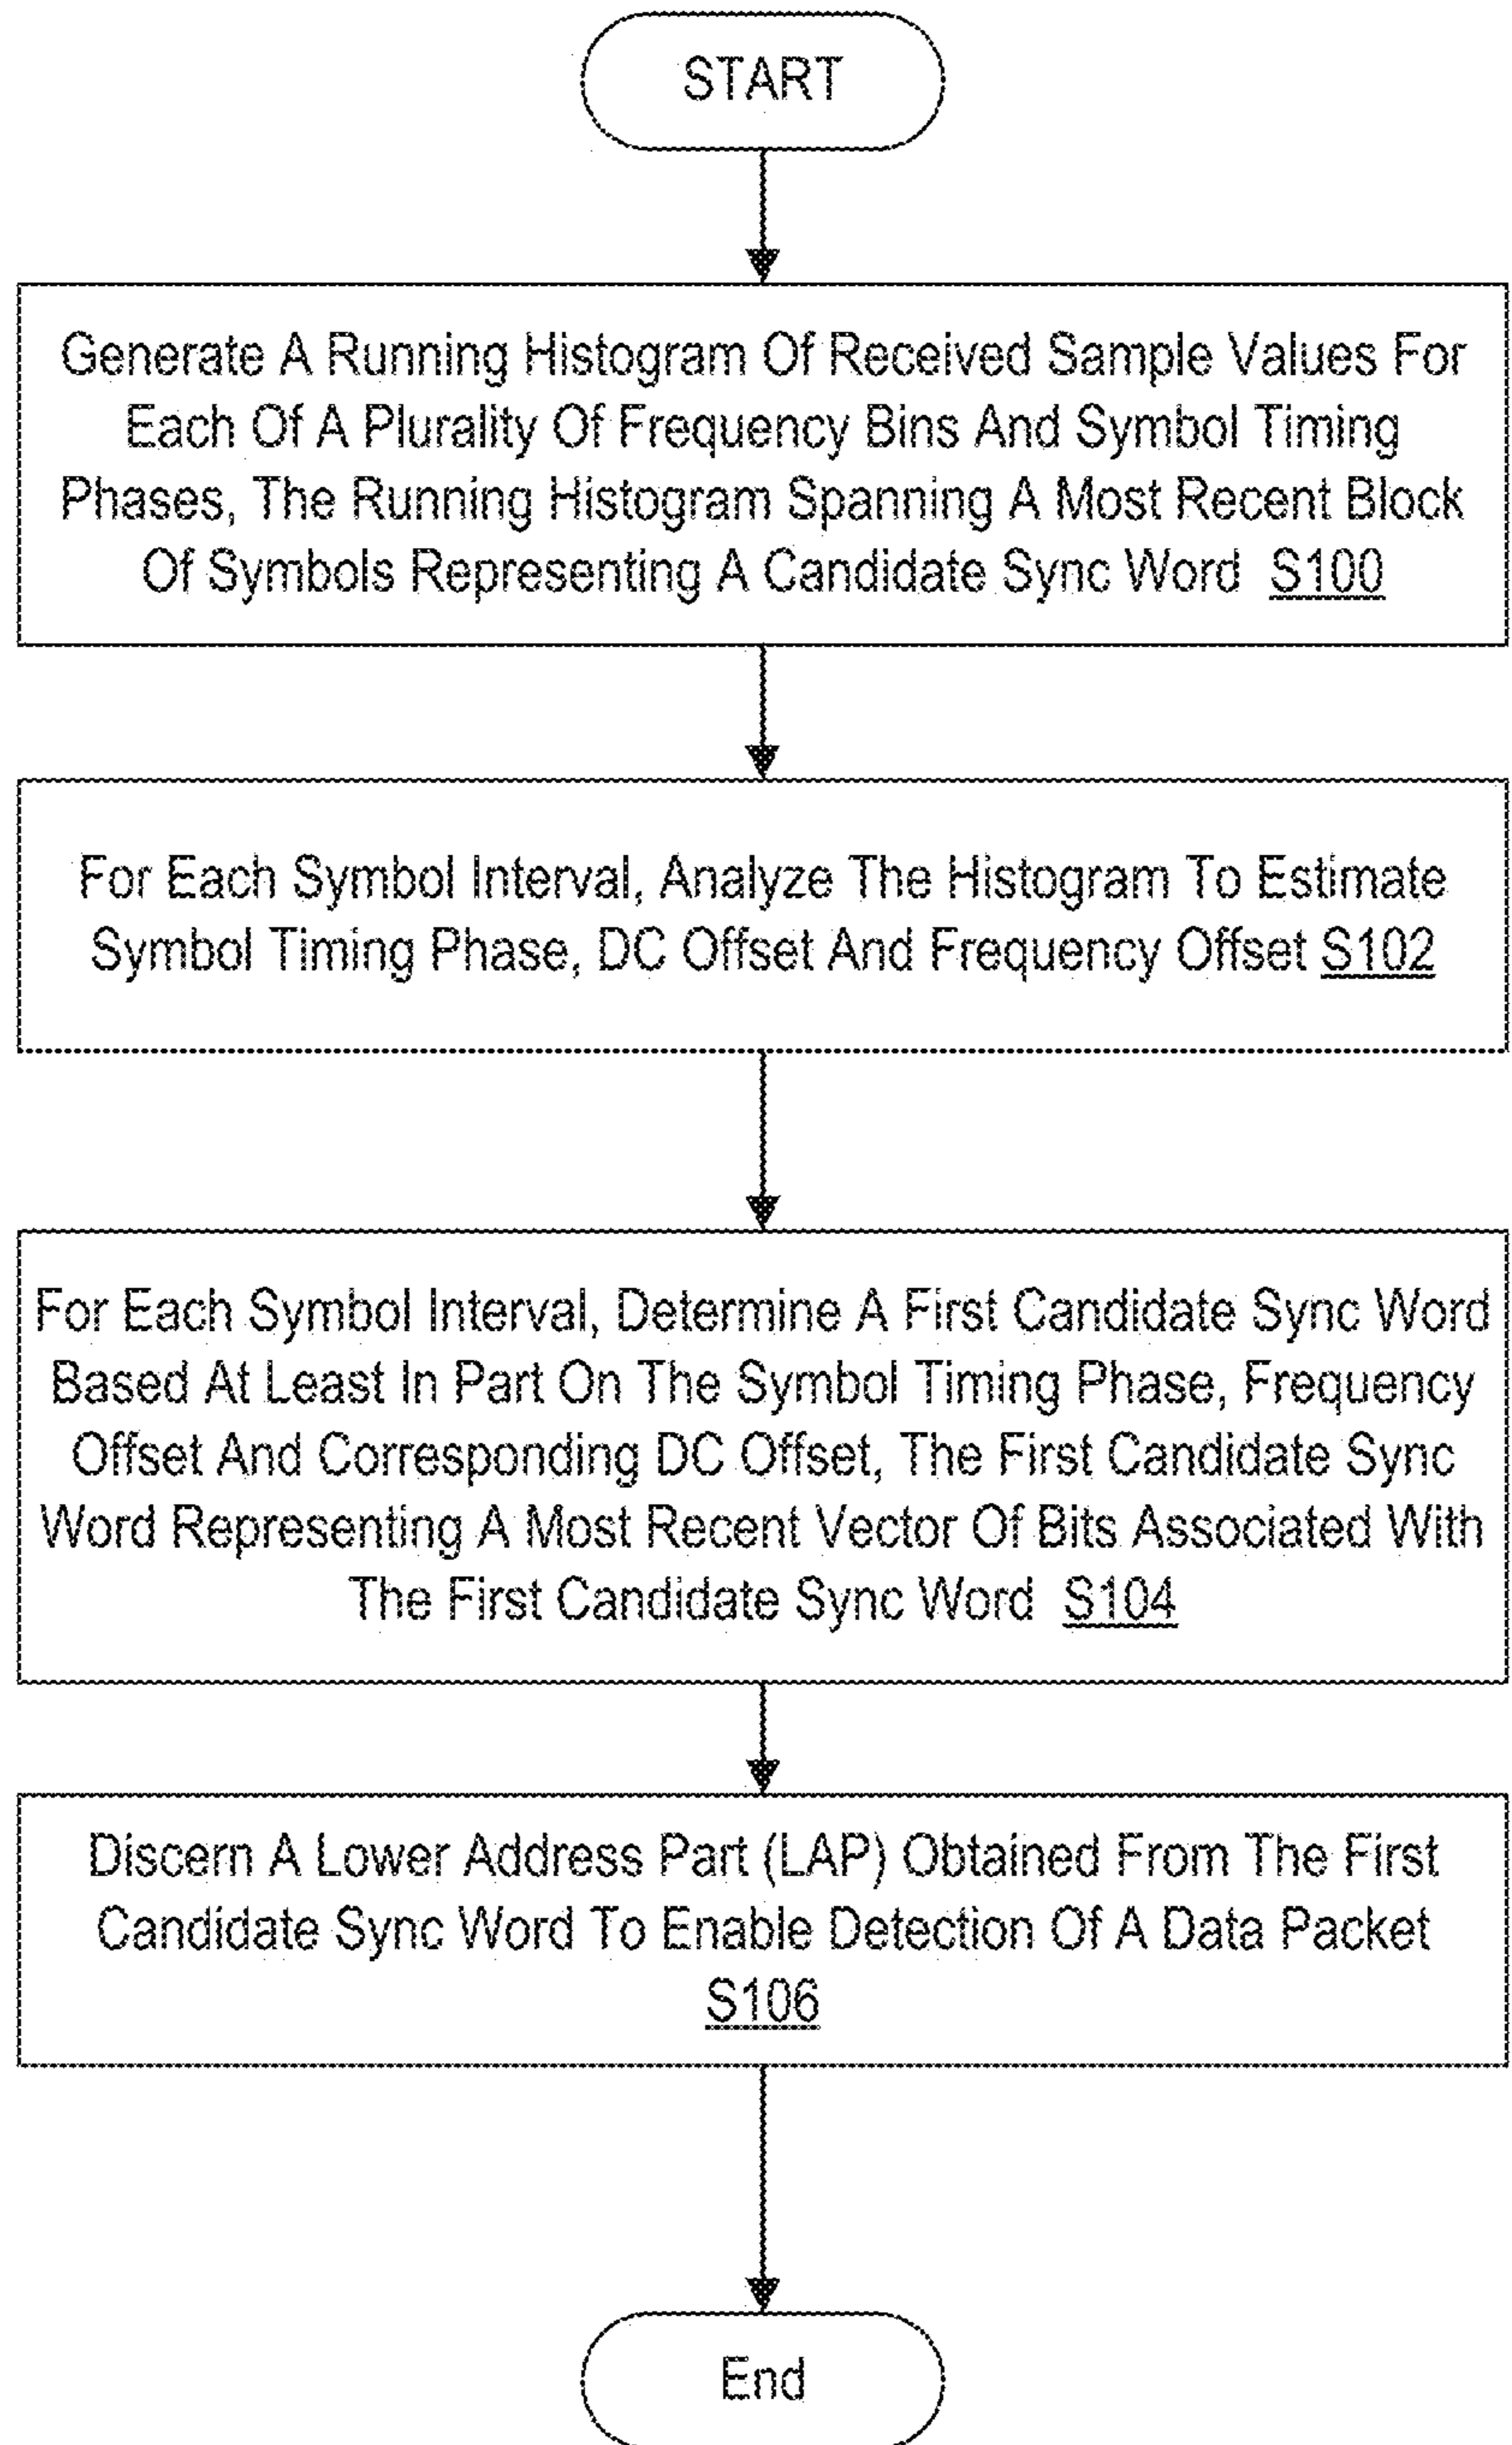 START
Generate A Running Histogram Of Received Sample Values For
Each Of A Plurality Of Frequency Bins And Symbol Timing
Phases, The Running Histogram Spanning A Most Recent Block
Of Symbols Representing A Candidate Sync Word S100
For Each Symbol Interval, Analyze The Histogram To Estimate
Symbol Timing Phase, DC Offset And Frequency Offset S102
For Each Symbol Interval, Determine A First Candidate Sync Word
Based At Least In Part On The Symbol Timing Phase, Frequency
Offset And Corresponding DC Offset, The First Candidate Sync
Word Representing A Most Recent Vector Of Bits Associated With
The First Candidate Sync Word S104
Discern A Lower Address Part (LAP) Obtained From The First
Candidate Sync Word To Enable Detection Of A Data Packet
S106
End